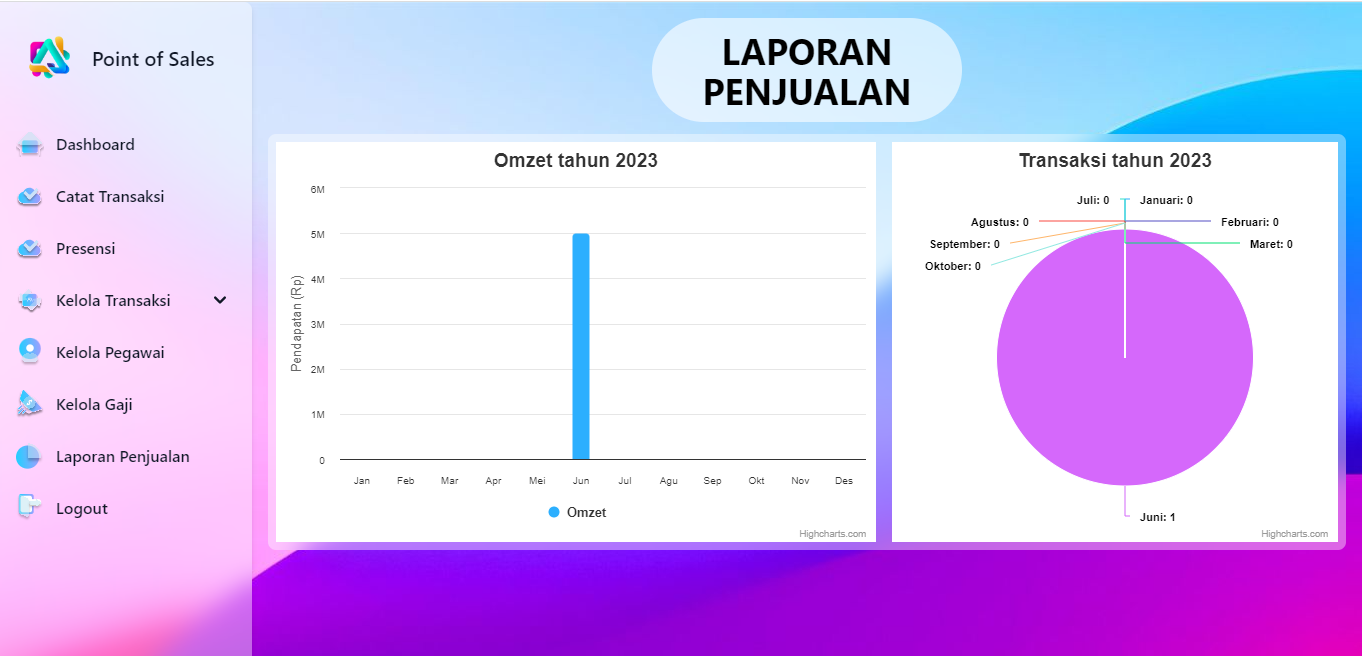 Point of Sales
Dashboard
Catat Transaksi
Presensi
Kelola Transaksi
Kelola Pegawai
Kelola Gaji
Laporan Penjualan
Logout
LAPORAN
PENJUALAN
Omzet tahun 2023
Pendapatan (Rp)
6M
5M
4M
3M
2M
1M
0
Jan Feb Mar Apr Mei Jun Jul Agu Sep Okt Nov Des
Omzet
Highcharts.com
Transaksi tahun 2023
Juli: 0 Januari: 0
Agustus: 0 Februari: 0
September: 0 Maret: 0
Oktober: 0
Juni: 1
Highcharts.com